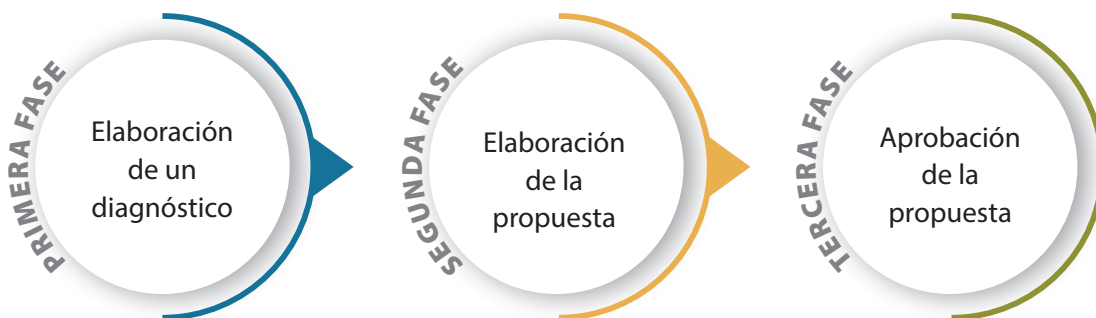 PRIMERA FASE
Elaboración
de un
diagnóstico
SEGUNDA FASE
Elaboración
de la
propuesta
TERCERA FASE
Aprobación
de la
propuesta